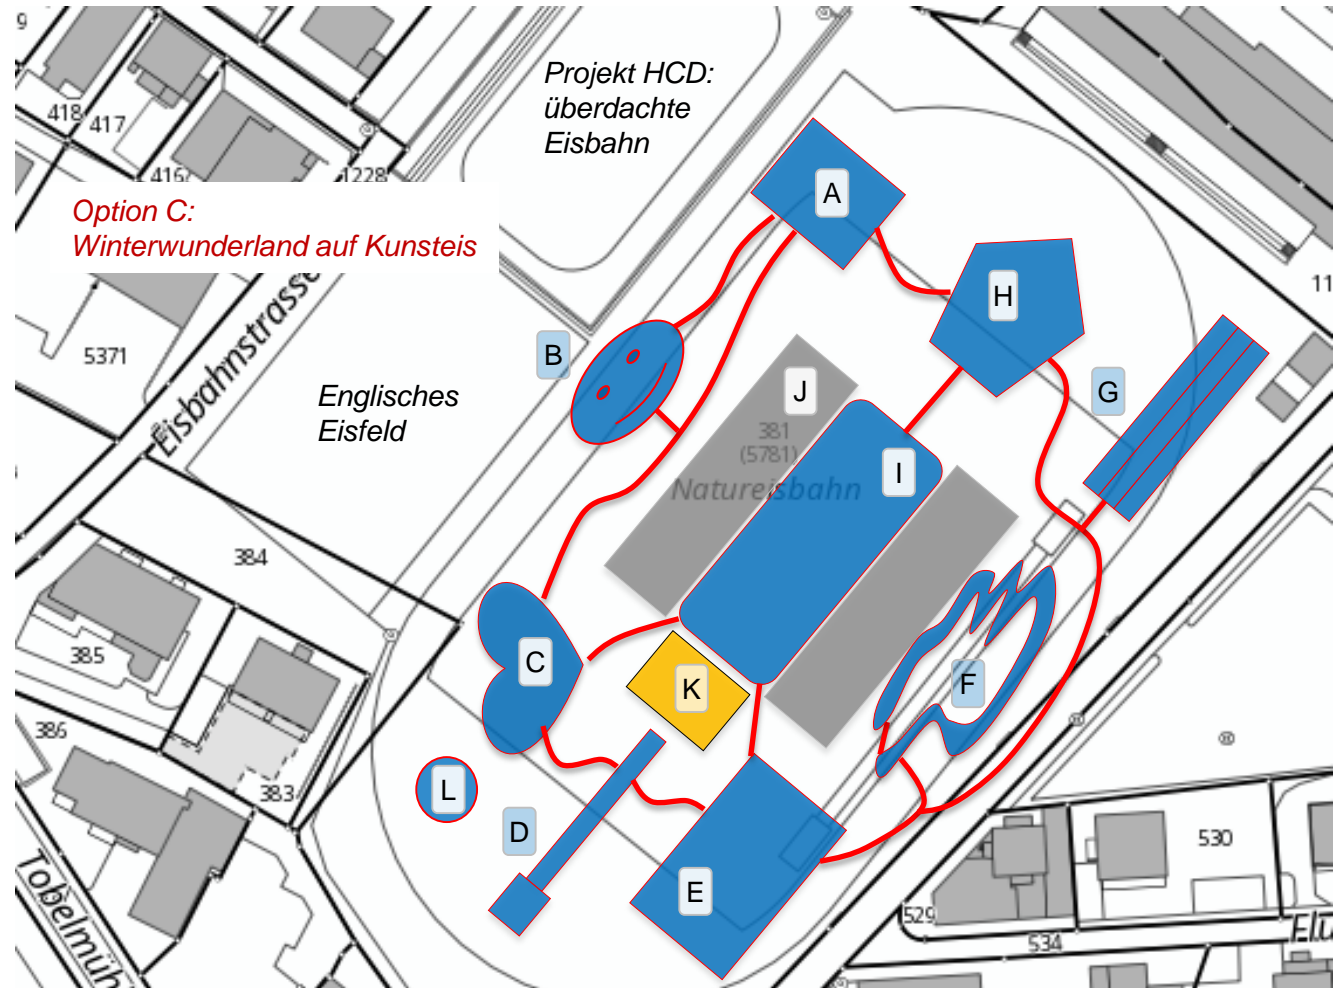 9
418
417
416
1228
Projekt HCD:
überdachte
Eisbahn
Option C:
Winterwunderland auf Kunsteis
A
H
11
Eisbahnstrasse
5371
B
Englisches
Eisfeld
J
G
381
(5781)
Natureisbahn
I
384
385
C
K
F
386
383
L
D
E
530
529
534
Tobelmüh